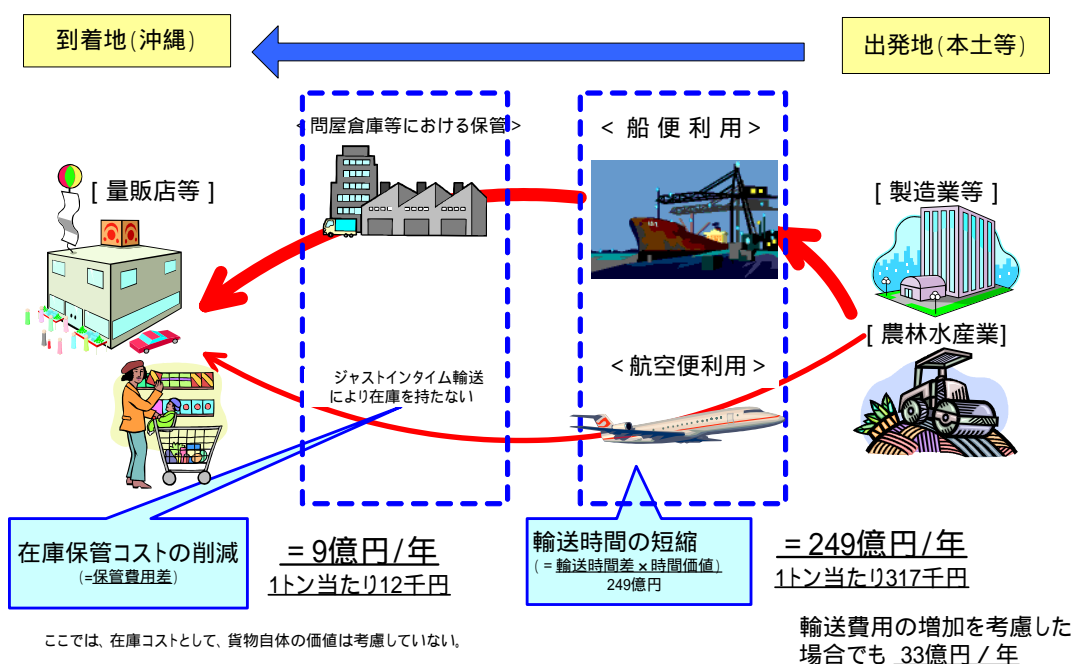 到着地(沖縄)
出発地(本土等)
<問屋倉庫等における保管>
<船便利用>
[量販店等]
[製造業等]
[農林水産業]
<航空便利用>
ジャストインタイム輸送
により在庫を持たない
在庫保管コストの削減
(=保管費用差)
=9億円/年
1トン当たり12千円
輸送時間の短縮
(=輸送時間差×時間価値)
249億円
=249億円/年
1トン当たり317千円
ここでは、在庫コストとして、貨物自体の価値は考慮していない。
輸送費用の増加を考慮した
場合でも 33億円/年